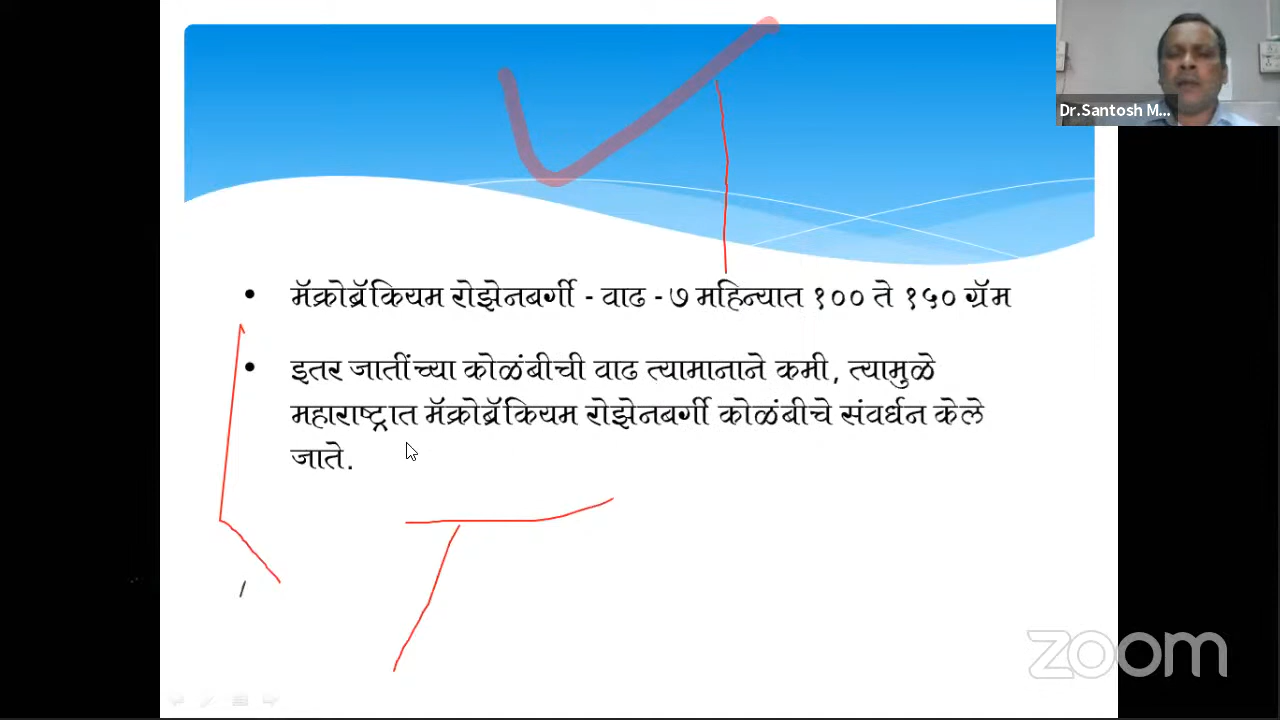 Dr.Santosh M...
• मॅक्रोब्रॅकियम रोझेनबर्गी - वाढ - ७ महिन्यात १०० ते १५० ग्रॅम
• इतर जातींच्या कोळंबीची वाढ त्यामानाने कमी, त्यामुळे
महाराष्ट्रात मॅक्रोब्रॅकियम रोझेनबर्गी कोळंबीचे संवर्धन केले
जाते.
zoom